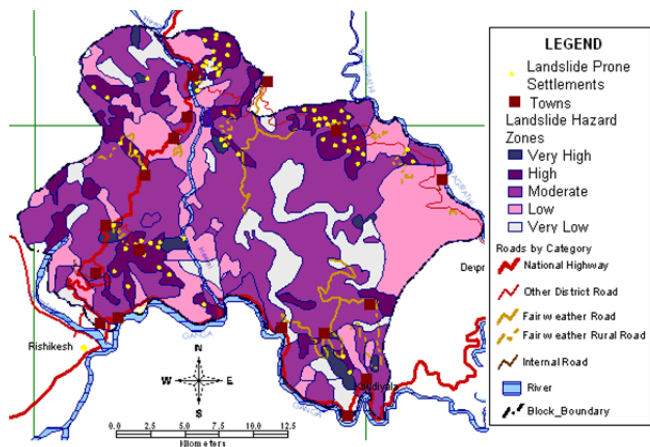 GANGA
GANGA
Rishikesh
N
W
E
S
0.0
2.5
5.0
7.5
10.0
12.5
Kilometers
LEGEND
Landslide Prone
Settlements
Towns
Landslide Hazard
Zones
Very High
High
Moderate
Low
Very Low
Roads by Category
National Highway
Other District Road
Fair weather Road
Fair weather Rural Road
Internal Road
River
Block_Boundary